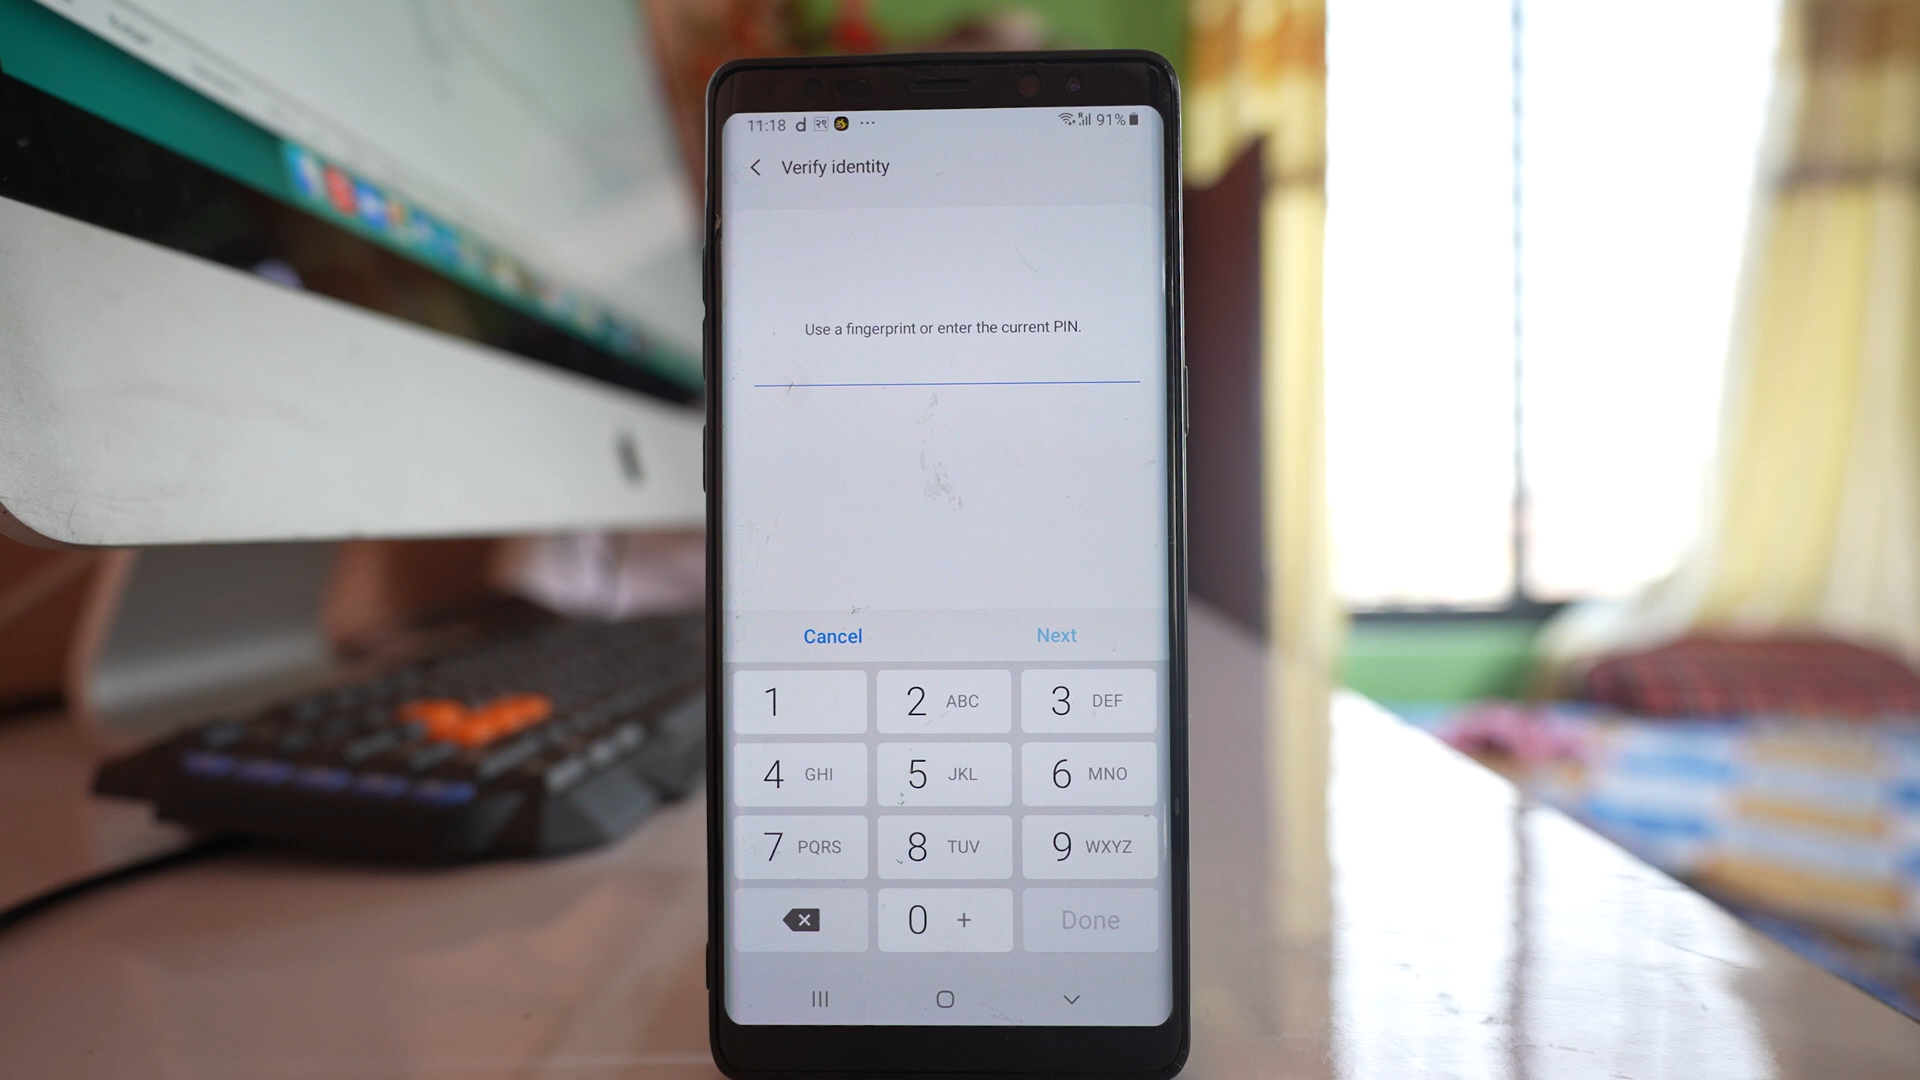 11:18 d २९ ... 91%
Verify identity
Use a fingerprint or enter the current PIN.
Cancel Next
1 2 ABC 3 DEF
4 GHI 5 JKL 6 MNO
7 PQRS 8 TUV 9 WXYZ
0 + Done